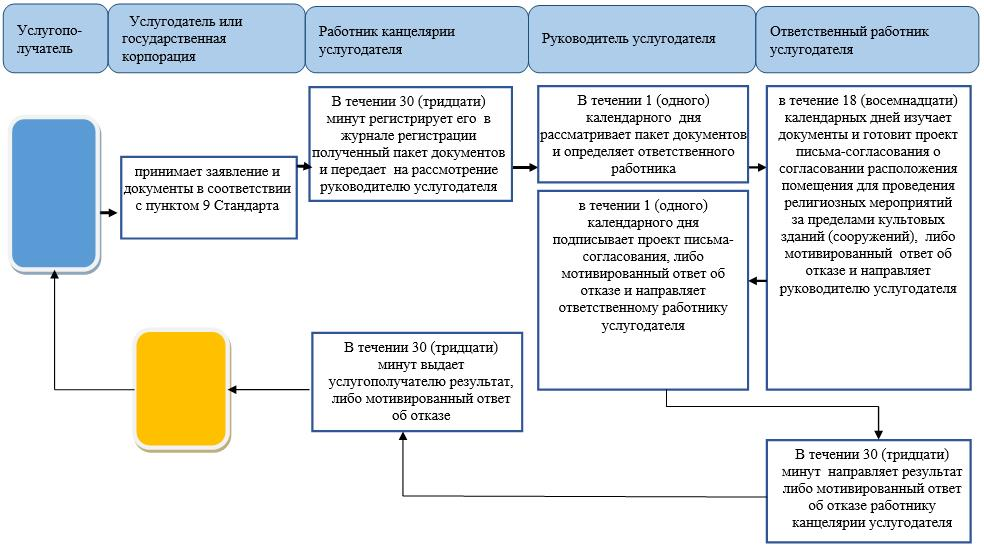 Услугопо-
лучатель
Услугодатель или
государственная
корпорация
Работник канцелярии
услугодателя
Руководитель услугодателя
Ответственный работник
услугодателя
принимает заявление и
документы в соответствии
с пунктом 9 Стандарта
В течении 30 (тридцати)
минут регистрирует его в
журнале регистрации
полученный пакет документов
и передает на рассмотрение
руководителю услугодателя
В течении 1 (одного)
календарного дня
рассматривает пакет документов
и определяет ответственного
работника
в течение 18 (восемнадцати)
календарных дней изучает
документы и готовит проект
письма-согласования о
согласовании расположения
помещения для проведения
религиозных мероприятий
за пределами культовых
зданий (сооружений), либо
мотивированный ответ об
отказе и направляет
руководителю услугодателя
в течении 1 (одного)
календарного дня
подписывает проект письма-
согласования, либо
мотивированный ответ об
отказе и направляет
ответственному работнику
услугодателя
В течении 30 (тридцати)
минут направляет результат
либо мотивированный ответ
об отказе работнику
канцелярии услугодателя
В течении 30 (тридцати)
минут выдает
услугополучателю результат,
либо мотивированный ответ
об отказе